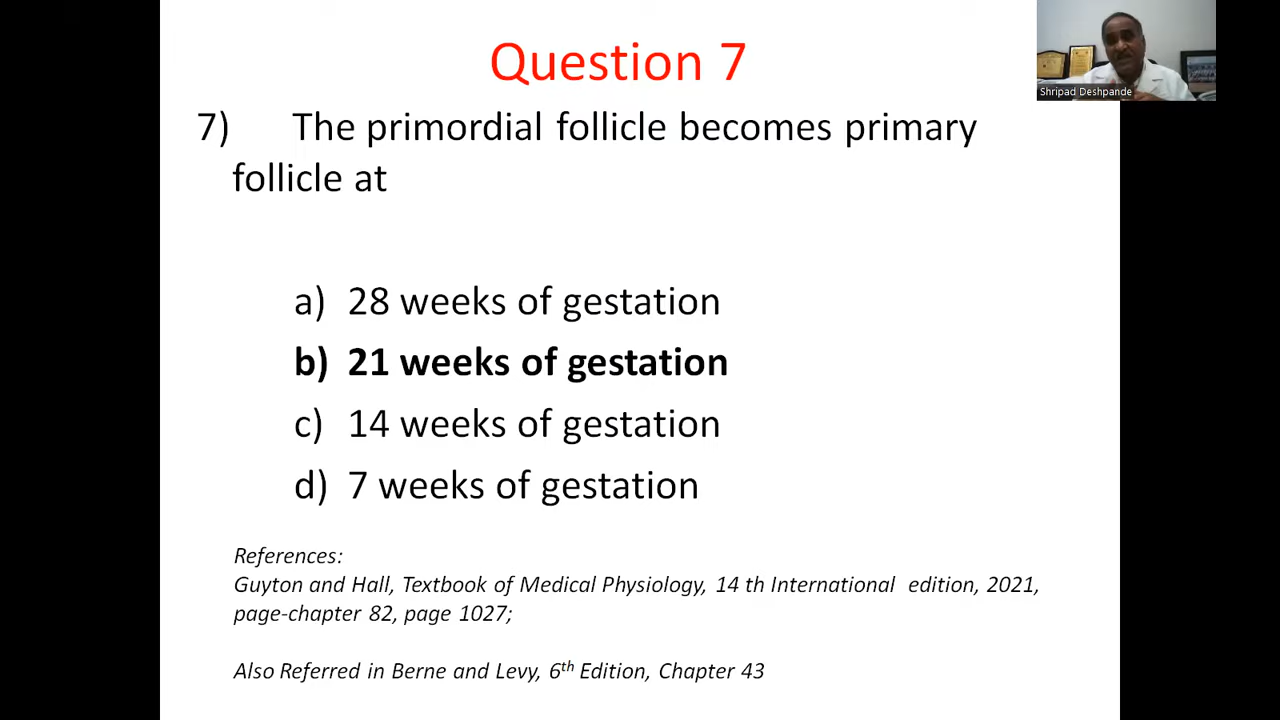 Question 7
Shripad Deshpande
7) The primordial follicle becomes primary
follicle at
a) 28 weeks of gestation
b) 21 weeks of gestation
c) 14 weeks of gestation
d) 7 weeks of gestation
References:
Guyton and Hall, Textbook of Medical Physiology, 14 th International edition, 2021,
page-chapter 82, page 1027;
Also Referred in Berne and Levy, 6th Edition, Chapter 43